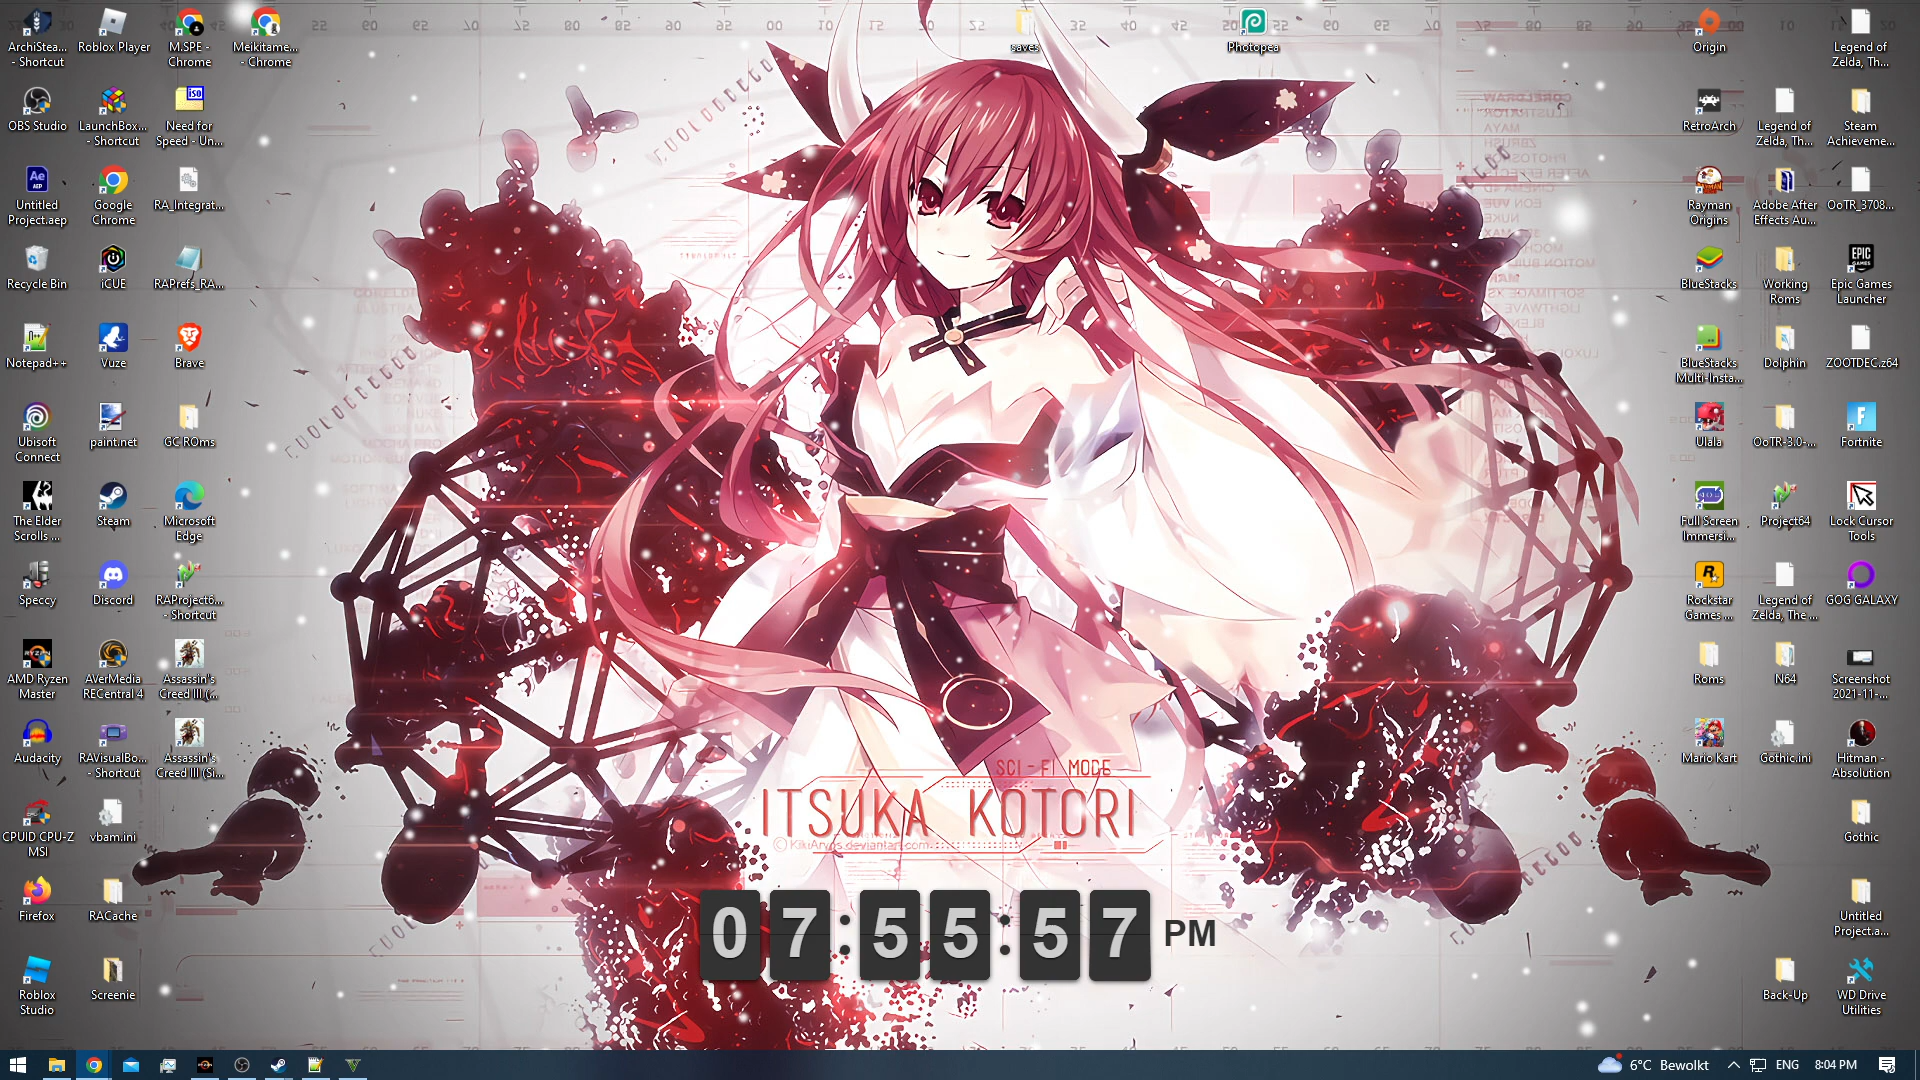 ArchiStea...
- Shortcut
Roblox Player
M.SPE -
Chrome
Meikitame...
- Chrome
saves
Photopea
Origin
Legend of
Zelda, Th...
OBS Studio
LaunchBox...
- Shortcut
Need for
Speed - Un...
RetroArch
Legend of
Zelda, Th...
Steam
Achieveme...
Untitled
Project.aep
Google
Chrome
RA_Integrat...
Rayman
Origins
Adobe After
Effects Au...
OoTR_3708...
Recycle Bin
iCUE
RAPrefs_RA...
BlueStacks
Working
Roms
Epic Games
Launcher
Notepad++
Vuze
Brave
BlueStacks
Multi-Insta...
Dolphin
ZOOTDEC.z64
Ubisoft
Connect
paint.net
GC ROms
Ulala
OoTR-3.0-...
Fortnite
The Elder
Scrolls ...
Steam
Microsoft
Edge
Full Screen
Immersi...
Project64
Lock Cursor
Tools
Speccy
Discord
RAProject6...
- Shortcut
Rockstar
Games ...
Legend of
Zelda, The ...
GOG GALAXY
AMD Ryzen
Master
AVerMedia
RECentral 4
Assassin's
Creed III (...
Roms
N64
Screenshot
2021-11-...
Audacity
RAVisualBo...
- Shortcut
Assassin's
Creed III (Si...
Mario Kart
Gothic.ini
Hitman -
Absolution
SCI - FI MODE
ITSUKA KOTORI
CPUID CPU-Z
MSI
vbam.ini
Gothic
Firefox
RACache
Untitled
Project.a...
07:55:57 PM
Roblox
Studio
Screenie
Back-Up
WD Drive
Utilities
6°C Bewolkt
ENG
8:04 PM